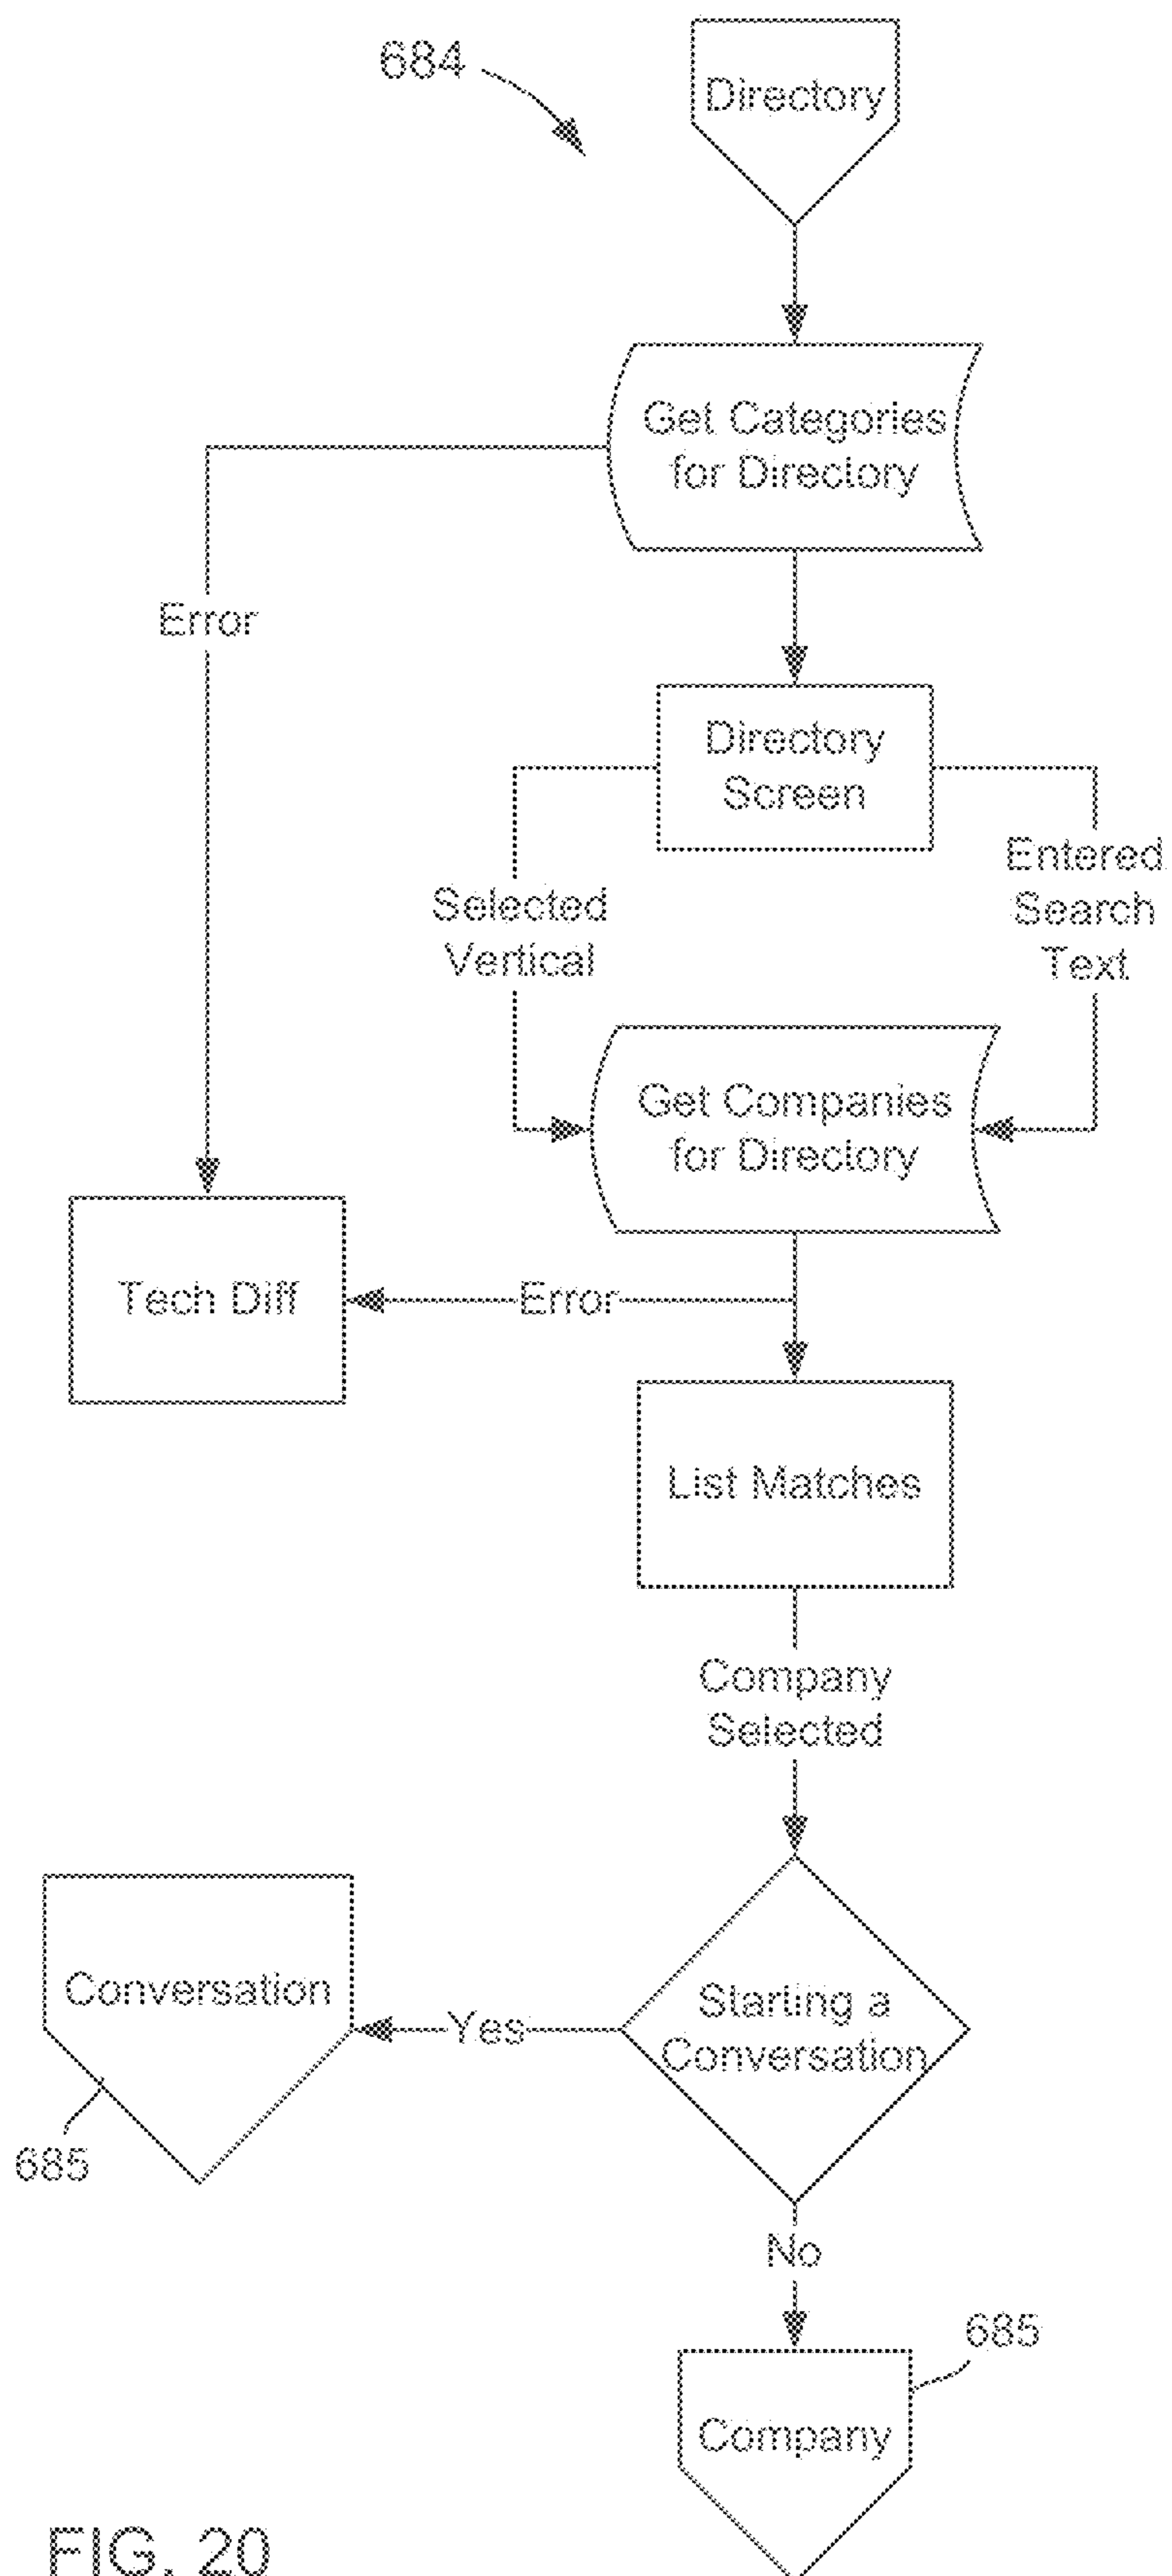 684
Directory
Get Categories
for Directory
Error
Directory
Screen
Selected
Vertical
Entered
Search
Text
Get Companies
for Directory
Tech Diff
Error
List Matches
Company
Selected
Conversation
Yes
Starting a
Conversation
685
No
685
Company
FIG. 20